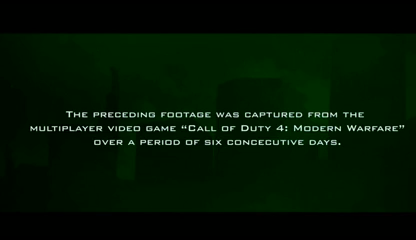 The preceding footage was captured from the
multiplayer video game “Call of Duty 4: Modern Warfare”
over a period of six concecutive days.